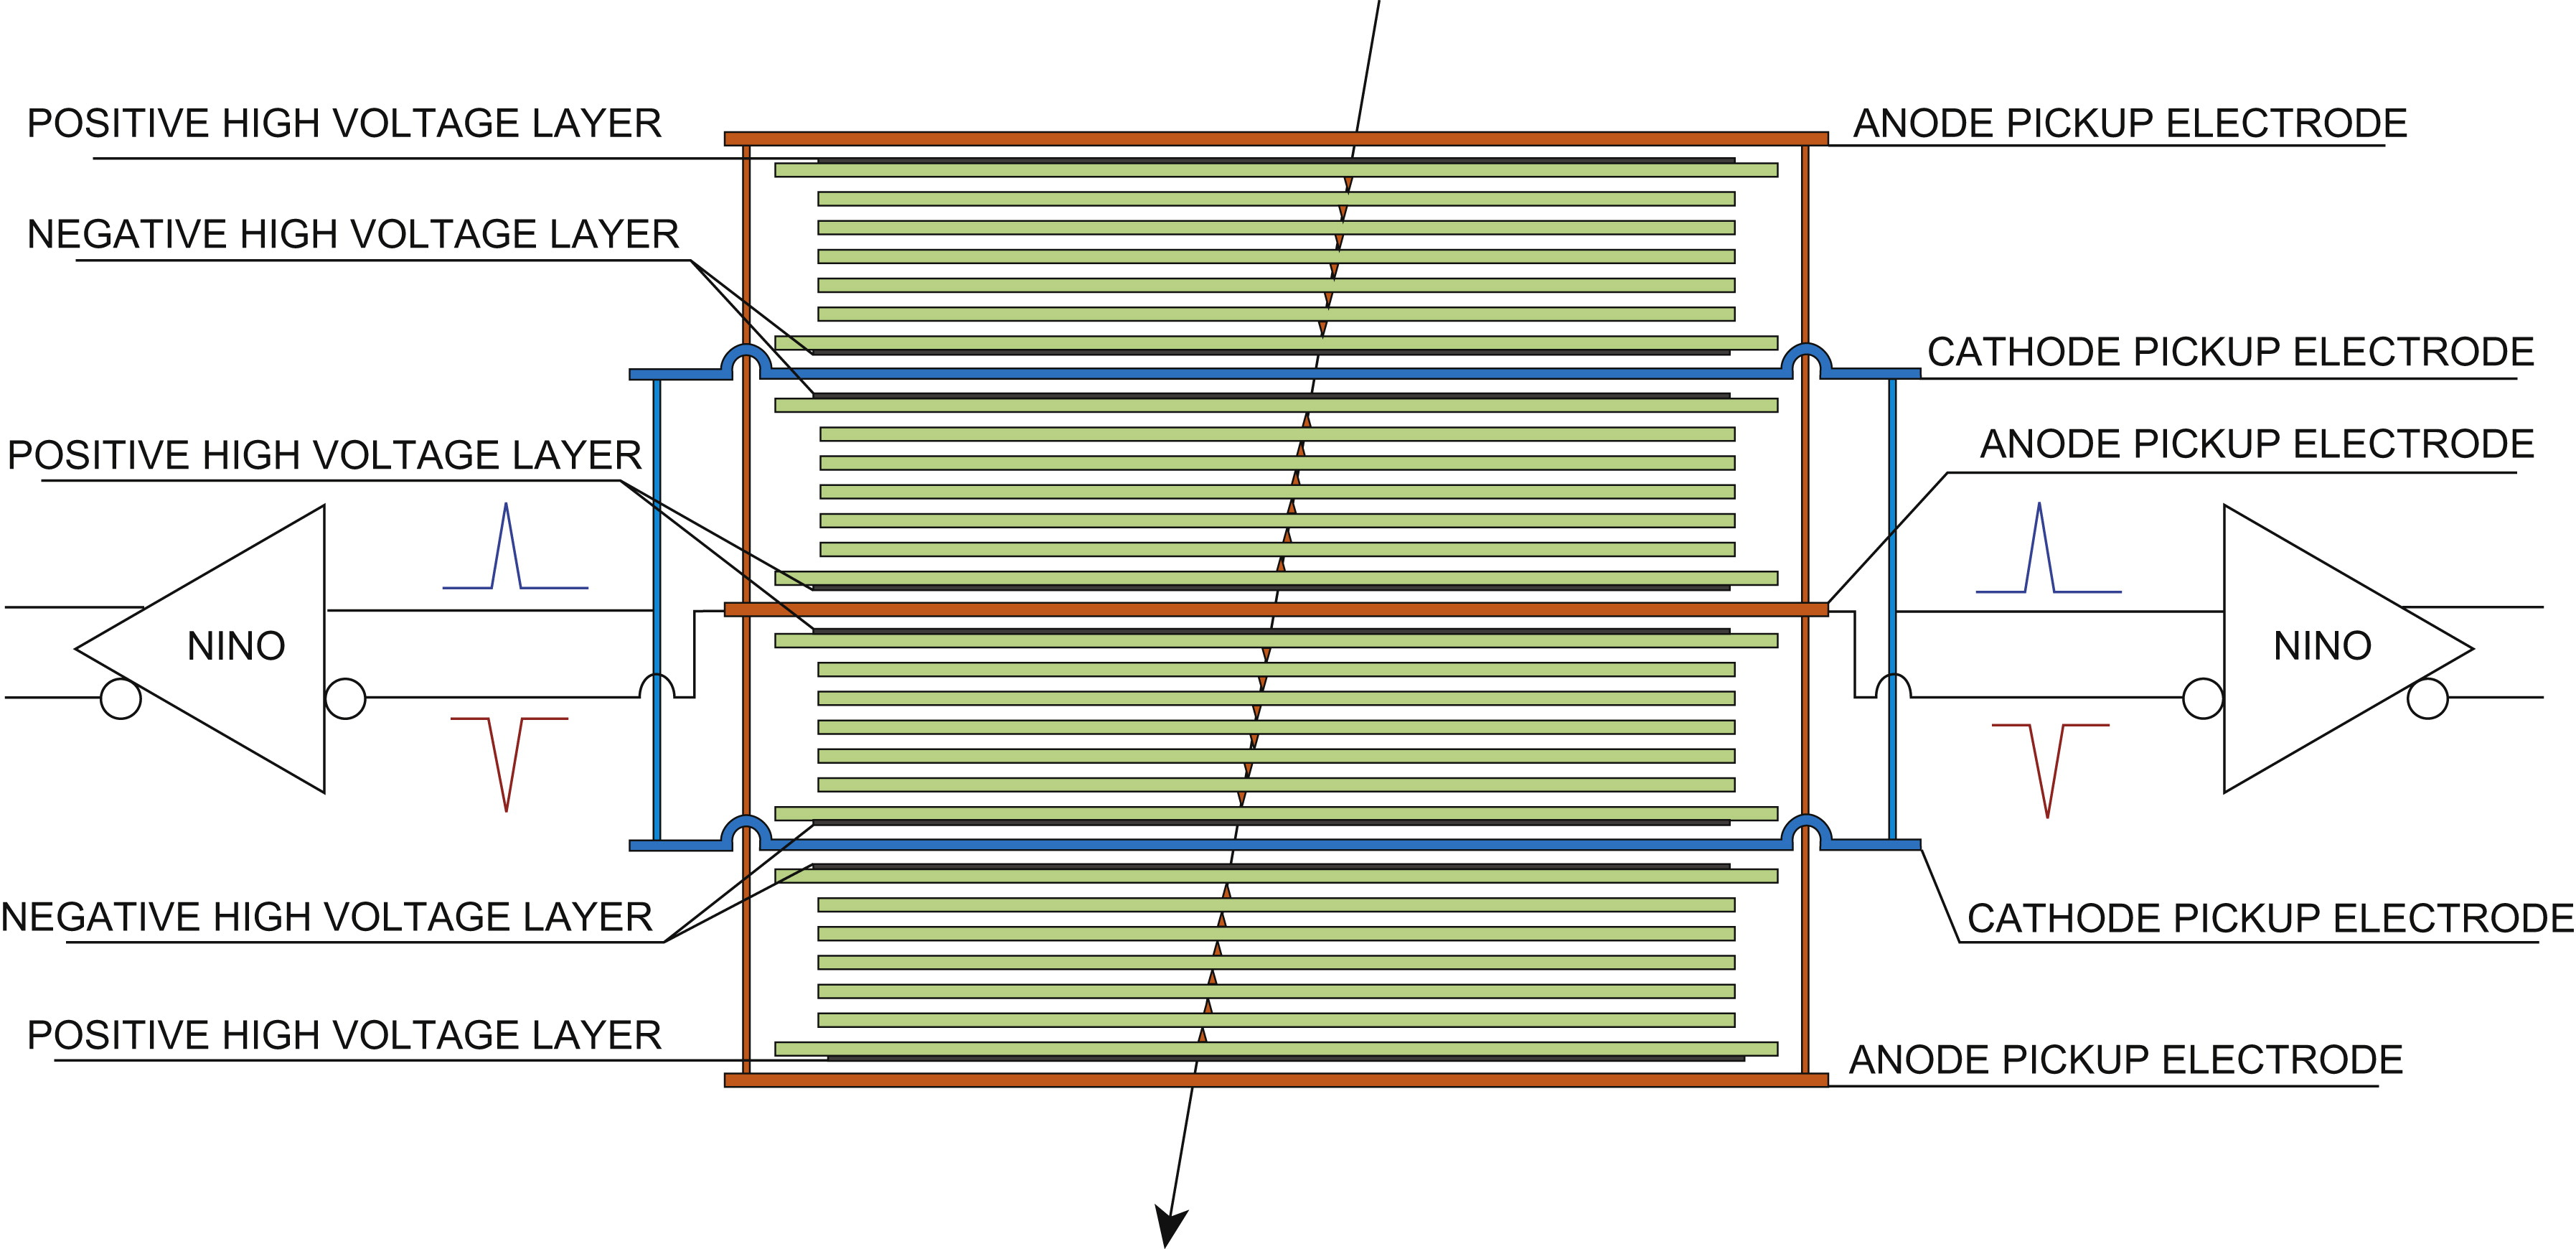 POSITIVE HIGH VOLTAGE LAYER
ANODE PICKUP ELECTRODE
NEGATIVE HIGH VOLTAGE LAYER
CATHODE PICKUP ELECTRODE
POSITIVE HIGH VOLTAGE LAYER
ANODE PICKUP ELECTRODE
NINO
NINO
NEGATIVE HIGH VOLTAGE LAYER
CATHODE PICKUP ELECTRODE
POSITIVE HIGH VOLTAGE LAYER
ANODE PICKUP ELECTRODE